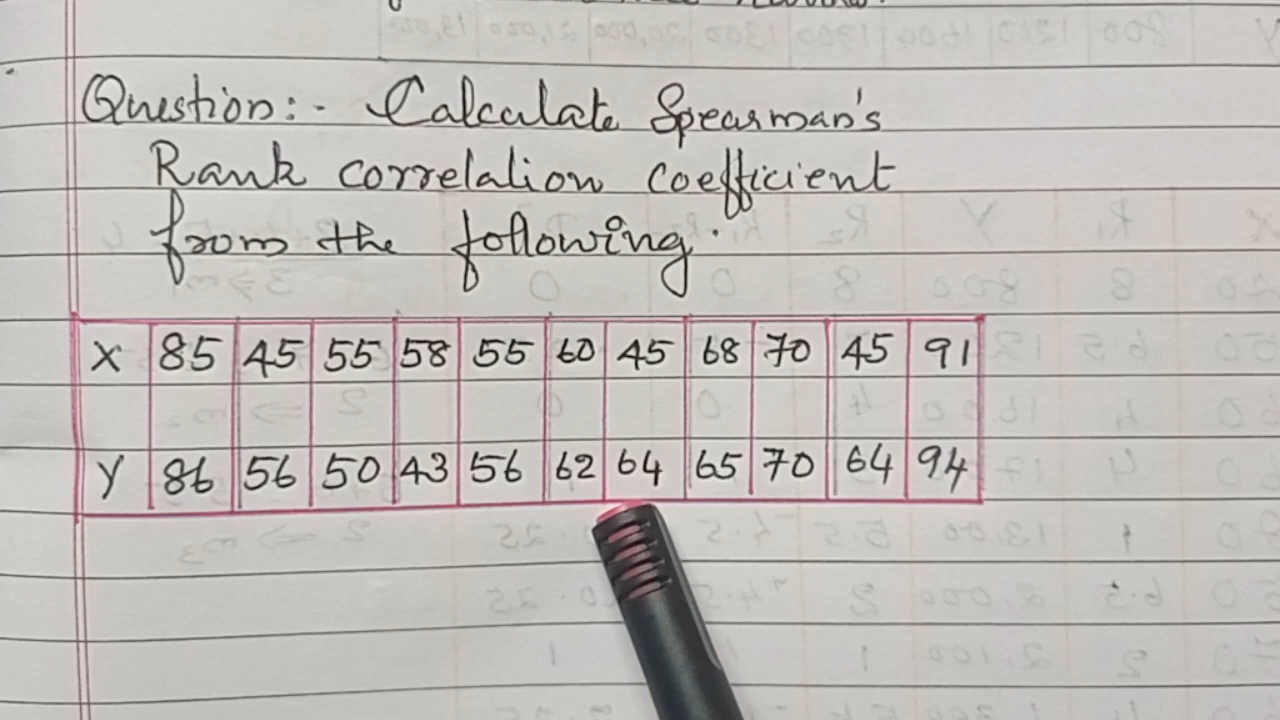 Question:- Calculate Spearman's
Rank correlation coefficient
from the following.
X 85 45 55 58 55 60 45 68 70 45 91
Y 86 56 50 43 56 62 64 65 70 64 94